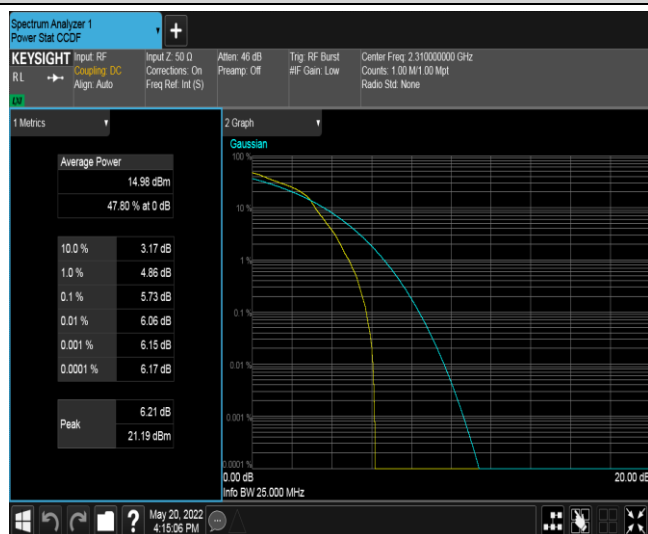 Spectrum Analyzer 1
Power Stat CCDF
KEYSIGHT
RL
LXI
Input: RF
Coupling: DC
Align: Auto
Input Z: 50 Ω
Corrections: On
Freq Ref: Int (S)
Atten: 46 dB
Preamp: Off
Trig: RF Burst
#IF Gain: Low
Center Freq: 2.310000000 GHz
Counts: 1.00 M/1.00 Mpt
Radio Std: None
1 Metrics
Average Power
14.98 dBm
47.80 % at 0 dB
10.0 % 3.17 dB
1.0 % 4.86 dB
0.1 % 5.73 dB
0.01 % 6.06 dB
0.001 % 6.15 dB
0.0001 % 6.17 dB
Peak
6.21 dB
21.19 dBm
2 Graph
Gaussian
100 %
10 %
1 %
0.1 %
0.01 %
0.001 %
0.0001 %
0.00 dB 20.00 dB
Info BW 25.000 MHz
May 20, 2022
4:15:06 PM